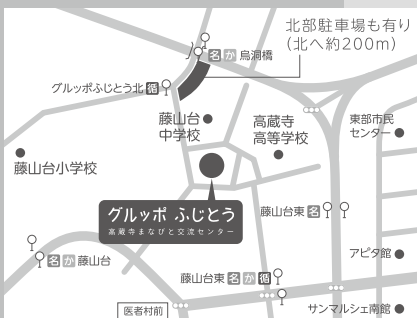 北部駐車場も有り
(北へ約200m)
名 か 烏洞橋
グルッポふじとう北 循
藤山台
中学校
高蔵寺
高等学校
東部市民
センター
藤山台小学校
グルッポ ふじとう
高蔵寺まなびと交流センター
藤山台東 名
名 か 藤山台
アピタ館
藤山台東 名 か 循
医者村前
サンマルシェ南館